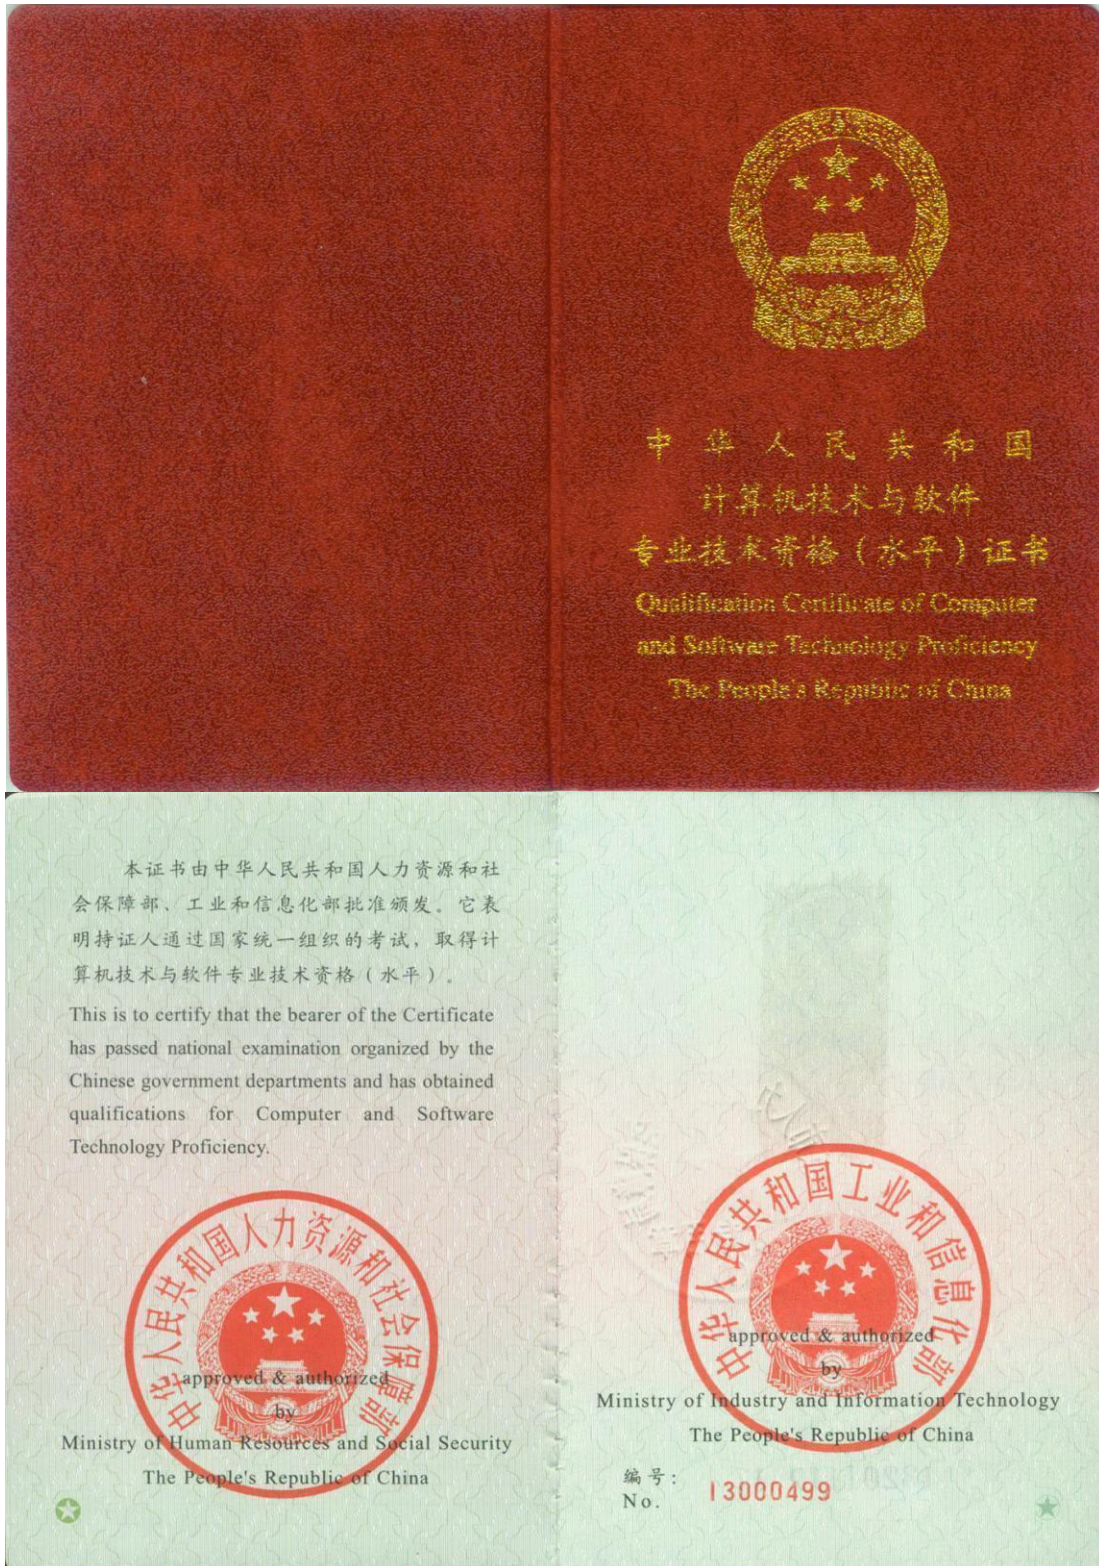 中华人民共和国
计算机技术与软件
专业技术资格（水平）证书
Qualification Certificate of Computer
and Software Technology Proficiency
The People's Republic of China
本证书由中华人民共和国人力资源和社
会保障部、工业和信息化部批准颁发。它表
明持证人通过国家统一组织的考试，取得计
算机技术与软件专业技术资格（水平）。
This is to certify that the bearer of the Certificate
has passed national examination organized by the
Chinese government departments and has obtained
qualifications for Computer and Software
Technology Proficiency.
中华人民共和国人力资源和社会保障部
approved & authorized
by
Ministry of Human Resources and Social Security
The People's Republic of China
中华人民共和国工业和信息化部
approved & authorized
by
Ministry of Industry and Information Technology
The People's Republic of China
编号：
No. 13000499